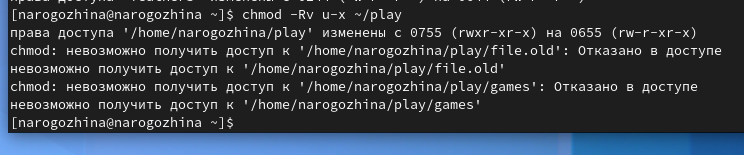 [narogozhina@narogozhina ~]$ chmod -Rv u-x ~/play
права доступа '/home/narogozhina/play' изменены с 0755 (rwxr-xr-x) на 0655 (rw-r-xr-x)
chmod: невозможно получить доступ к '/home/narogozhina/play/file.old': Отказано в доступе
невозможно получить доступ к '/home/narogozhina/play/file.old'
chmod: невозможно получить доступ к '/home/narogozhina/play/games': Отказано в доступе
невозможно получить доступ к '/home/narogozhina/play/games'
[narogozhina@narogozhina ~]$